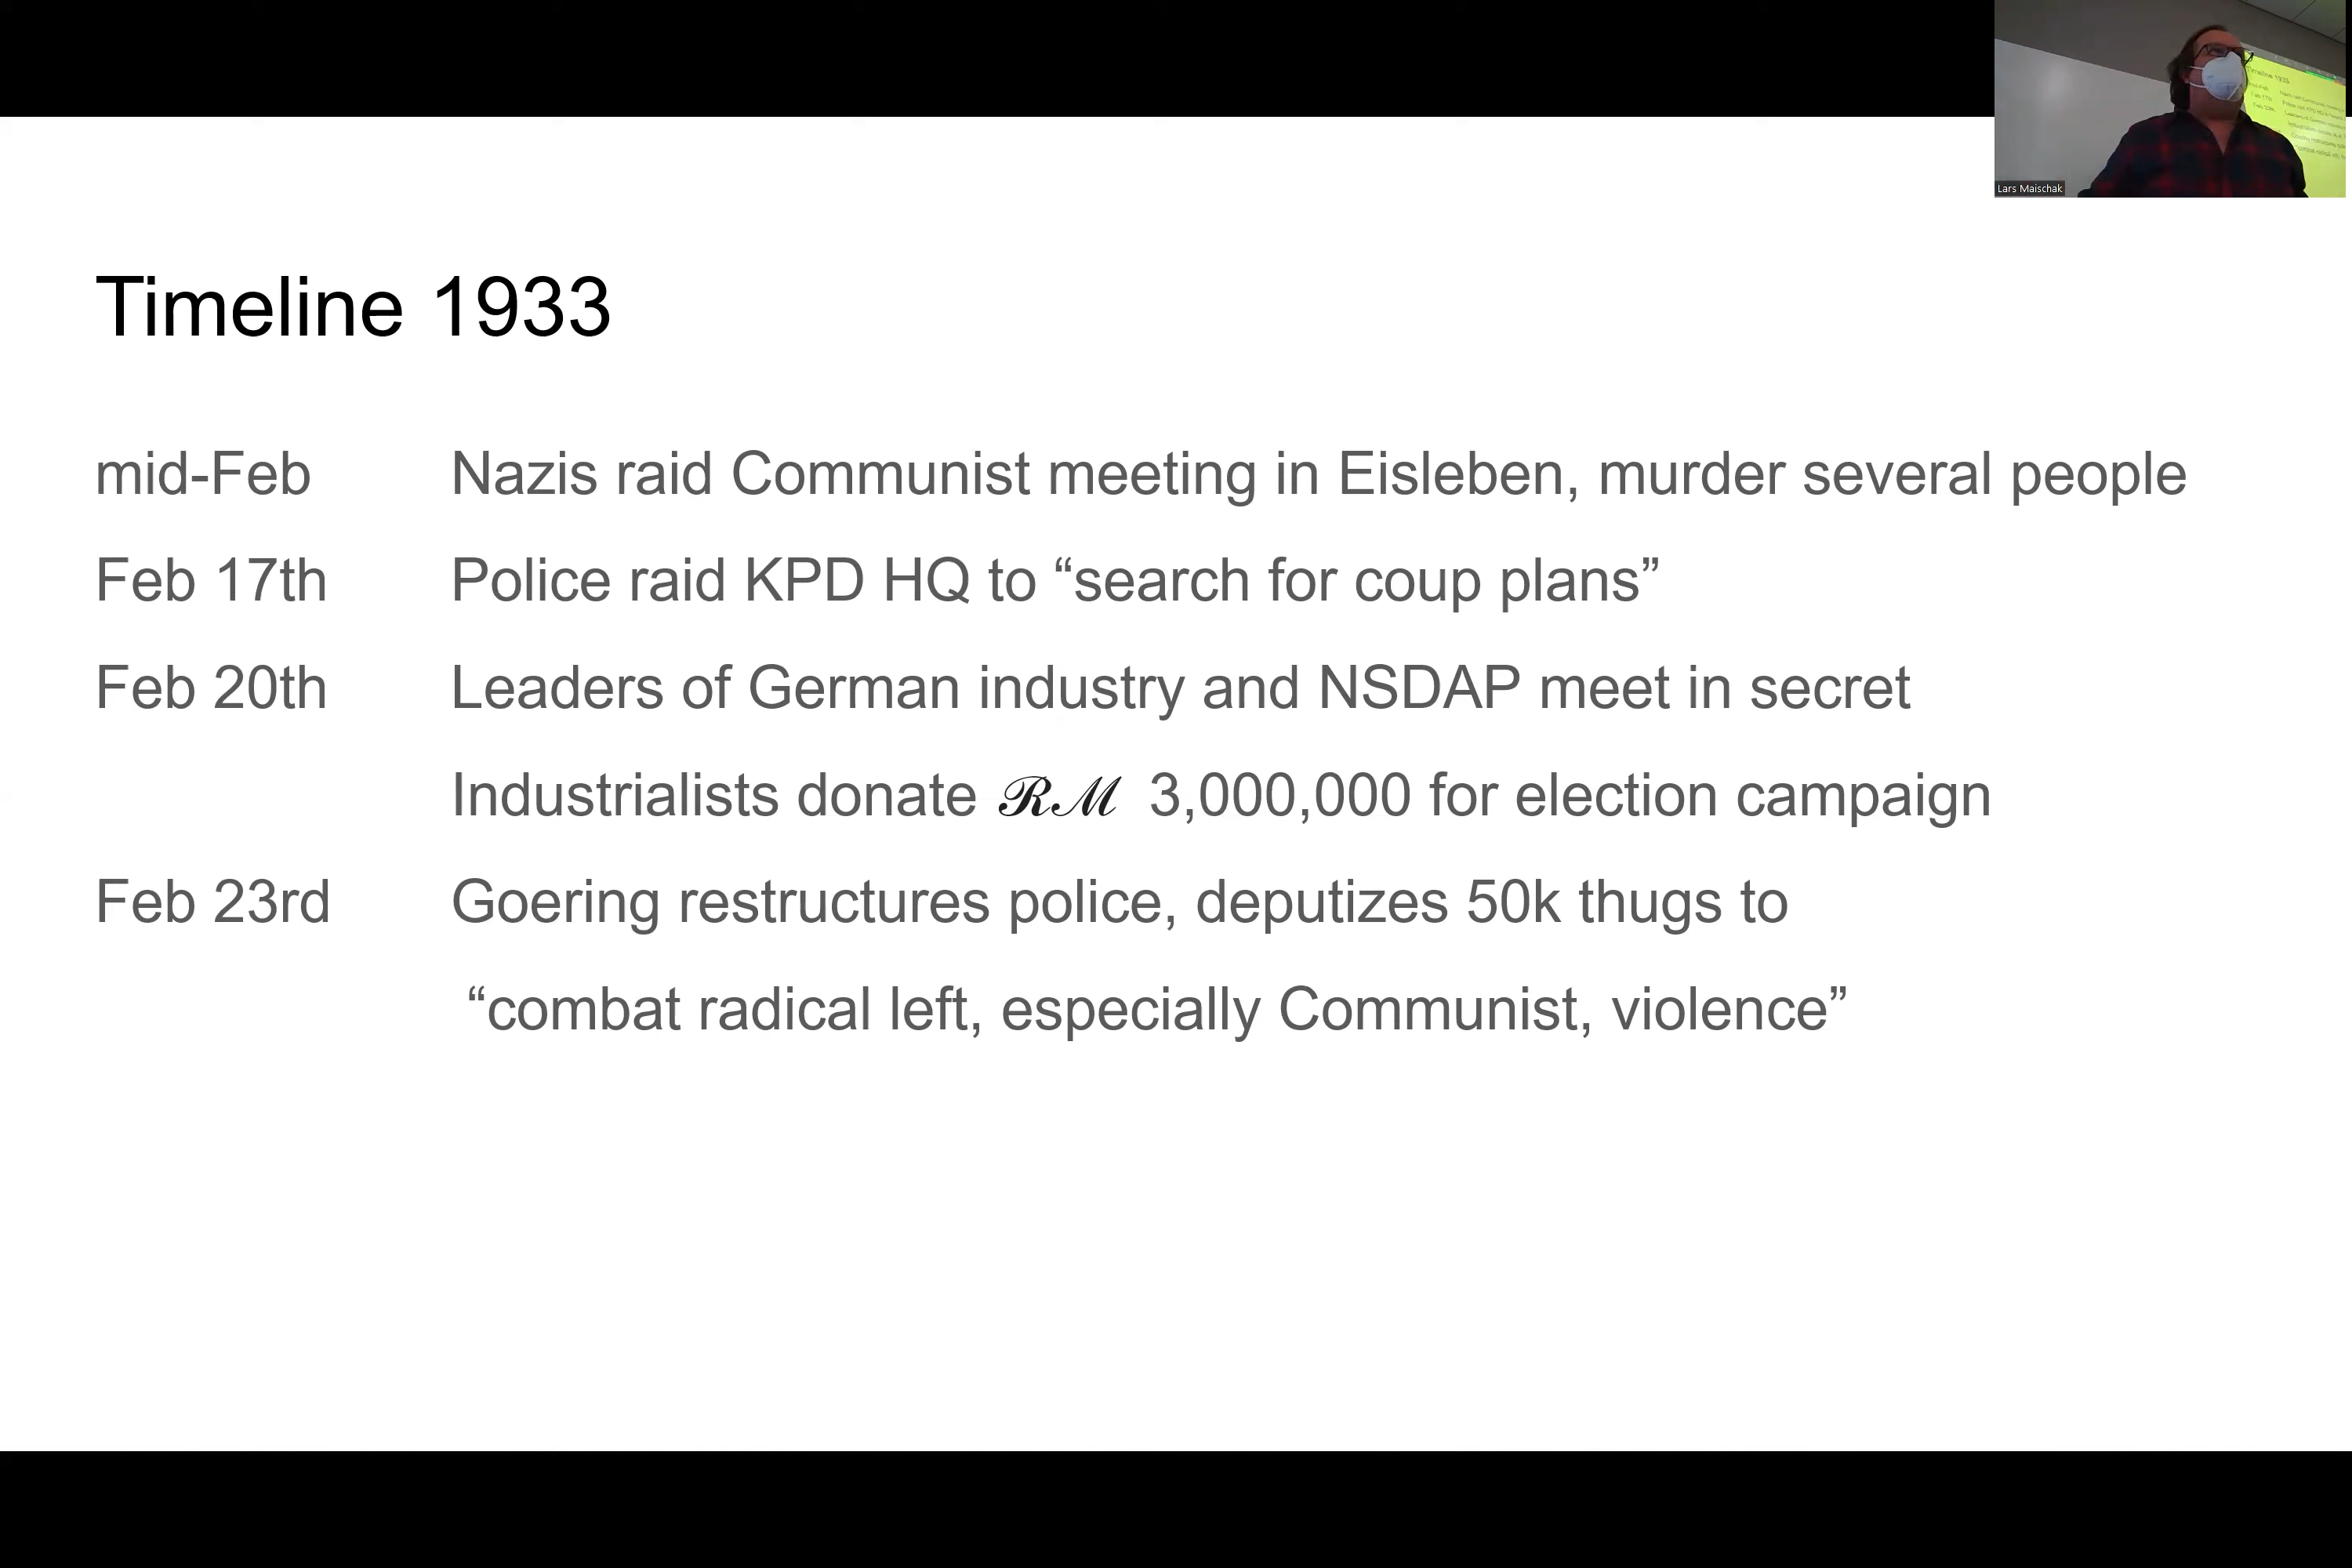 Lars Maischak
Timeline 1933
mid-Feb Nazis raid Communist meeting in Eisleben, murder several people
Feb 17th Police raid KPD HQ to “search for coup plans”
Feb 20th Leaders of German industry and NSDAP meet in secret
Industrialists donate ℛℳ 3,000,000 for election campaign
Feb 23rd Goering restructures police, deputizes 50k thugs to
“combat radical left, especially Communist, violence”